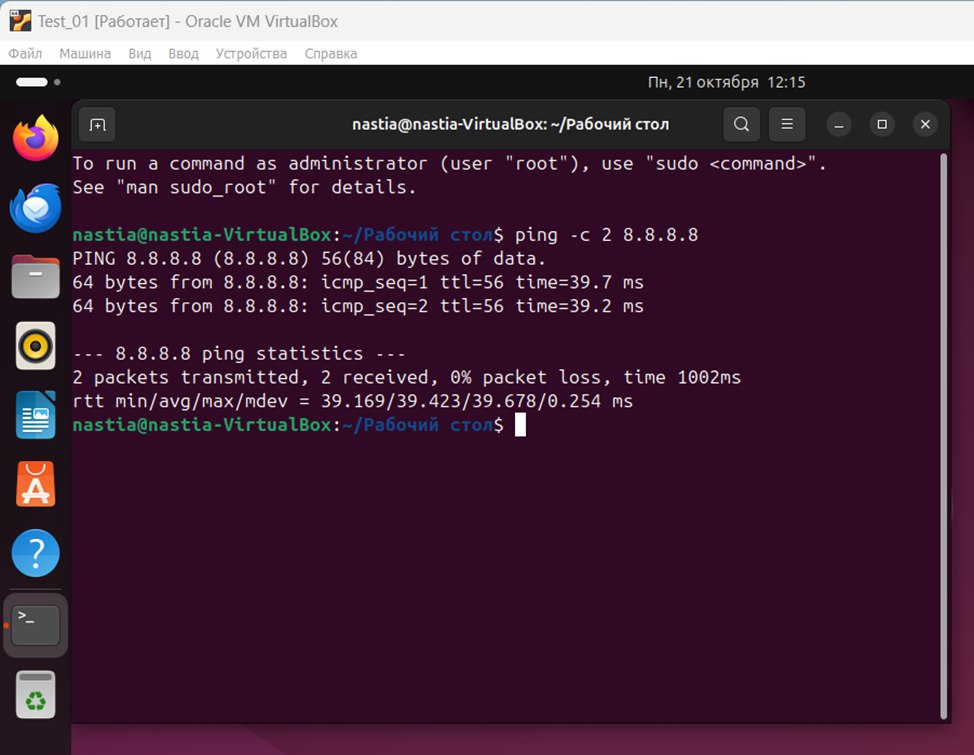 Test_01 [Работает] - Oracle VM VirtualBox
Файл Машина Вид Ввод Устройства Справка
Пн, 21 октября 12:15
nastia@nastia-VirtualBox: ~/Рабочий стол
To run a command as administrator (user "root"), use "sudo <command>".
See "man sudo_root" for details.
nastia@nastia-VirtualBox:~/Рабочий стол$ ping -c 2 8.8.8.8
PING 8.8.8.8 (8.8.8.8) 56(84) bytes of data.
64 bytes from 8.8.8.8: icmp_seq=1 ttl=56 time=39.7 ms
64 bytes from 8.8.8.8: icmp_seq=2 ttl=56 time=39.2 ms
--- 8.8.8.8 ping statistics ---
2 packets transmitted, 2 received, 0% packet loss, time 1002ms
rtt min/avg/max/mdev = 39.169/39.423/39.678/0.254 ms
nastia@nastia-VirtualBox:~/Рабочий стол$